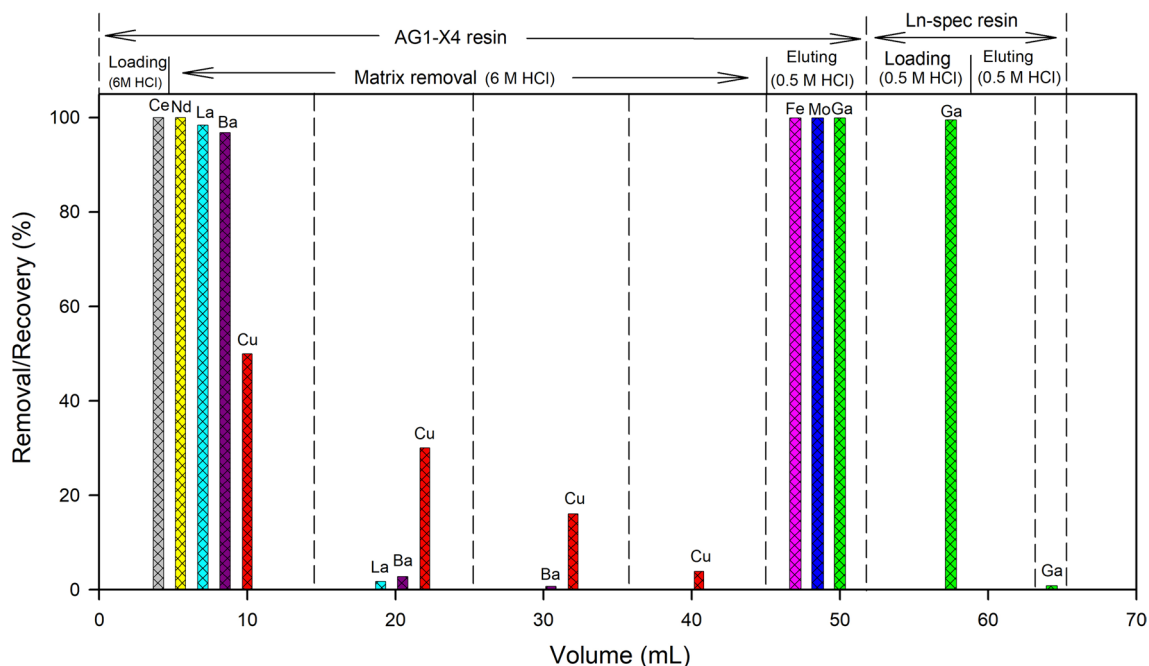 AG1-X4 resin
Ln-spec resin
Loading
(6M HCl)
Matrix removal (6 M HCl)
Eluting
(0.5 M HCl)
Loading
(0.5 M HCl)
Eluting
(0.5 M HCl)
Ce Nd La Ba
Cu
La Ba Cu
Ba Cu
Cu
Fe Mo Ga
Ga
Ga
100
80
60
40
20
0
Removal/Recovery (%)
0 10 20 30 40 50 60 70
Volume (mL)